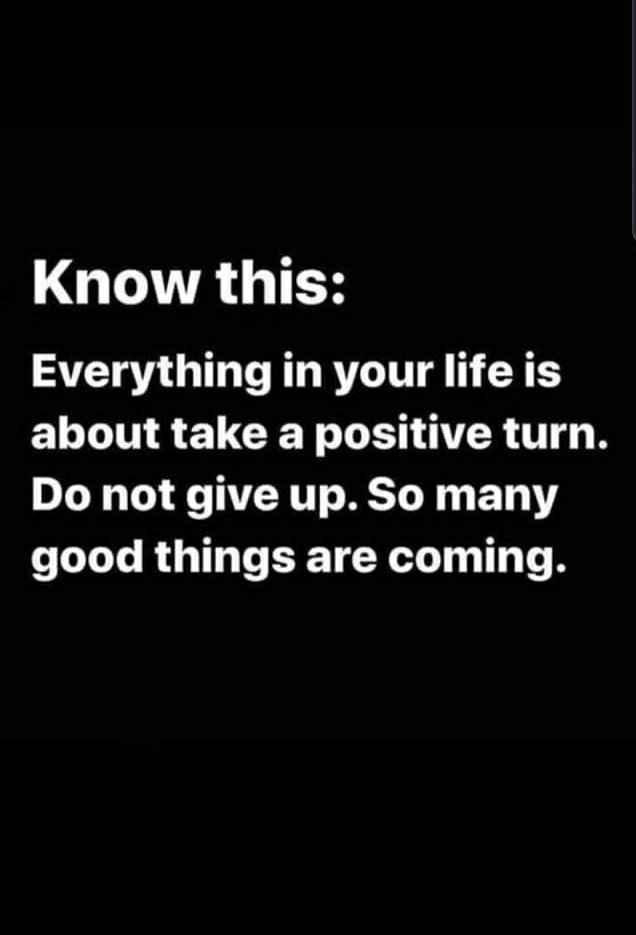 Know this:
Everything in your life is
about take a positive turn.
Do not give up. So many
good things are coming.